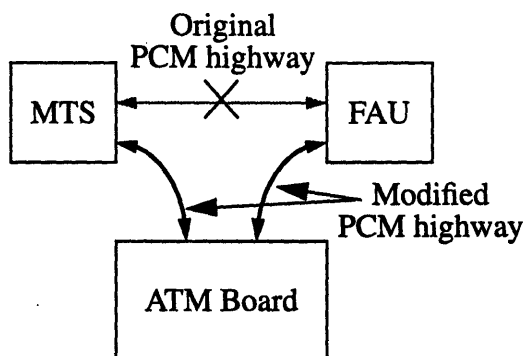 Original
PCM highway
MTS
FAU
Modified
PCM highway
ATM Board